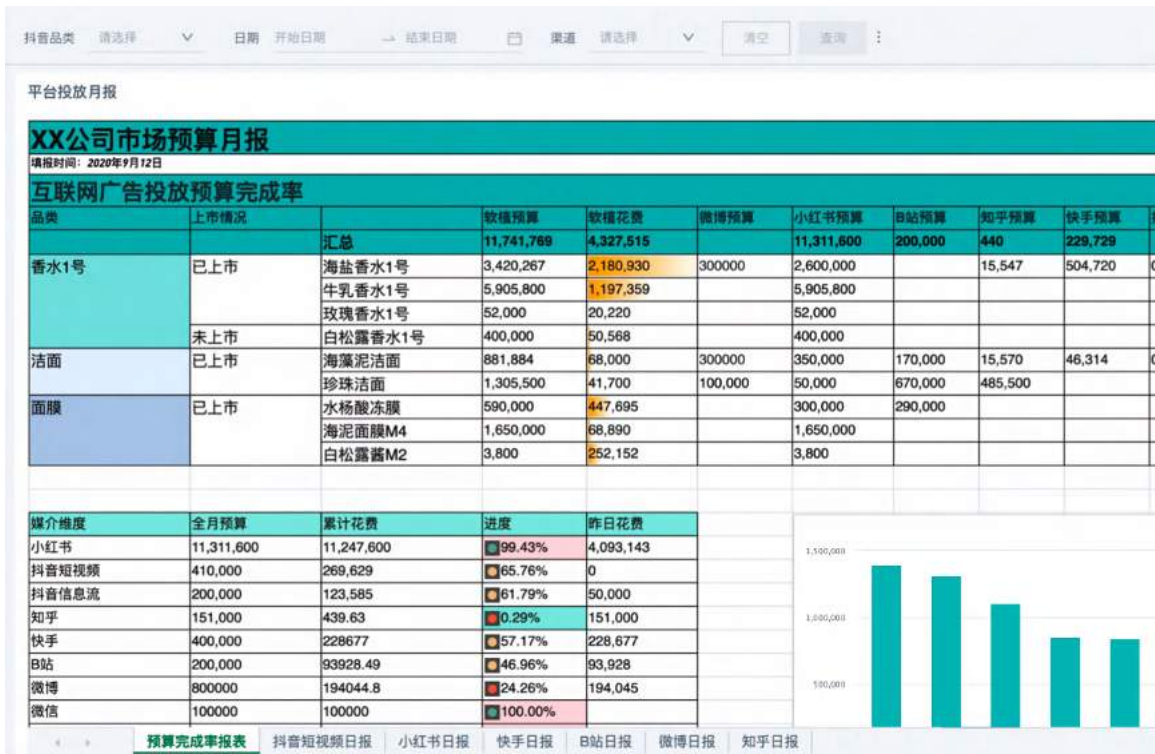 抖音品类 请选择 日期 开始日期 → 结束日期 渠道 请选择 清空 查询
平台投放月报
XX公司市场预算月报
填报时间：2020年9月12日
互联网广告投放预算完成率
品类 上市情况 软植预算 软植花费 微博预算 小红书预算 B站预算 知乎预算 快手预算
汇总 11,741,769 4,327,515 11,311,600 200,000 440 229,729
香水1号 已上市 海盐香水1号 3,420,267 2,180,930 300000 2,600,000 15,547 504,720
牛乳香水1号 5,905,800 1,197,359 5,905,800
玫瑰香水1号 52,000 20,220 52,000
未上市 白松露香水1号 400,000 50,568 400,000
洁面 已上市 海藻泥洁面 881,884 68,000 300000 350,000 170,000 15,570 46,314
珍珠洁面 1,305,500 41,700 100,000 50,000 670,000 485,500
面膜 已上市 水杨酸冻膜 590,000 447,695 300,000 290,000
海泥面膜M4 1,650,000 68,890 1,650,000
白松露酱M2 3,800 252,152 3,800
媒介维度 全月预算 累计花费 进度 昨日花费
小红书 11,311,600 11,247,600 99.43% 4,093,143
抖音短视频 410,000 269,629 65.76% 0
抖音信息流 200,000 123,585 61.79% 50,000
知乎 151,000 439.63 0.29% 151,000
快手 400,000 228677 57.17% 228,677
B站 200,000 93928.49 46.96% 93,928
微博 800000 194044.8 24.26% 194,045
微信 100000 100000 100.00%
1,500,000
1,000,000
500,000
预算完成率报表 抖音短视频日报 小红书日报 快手日报 B站日报 微博日报 知乎日报